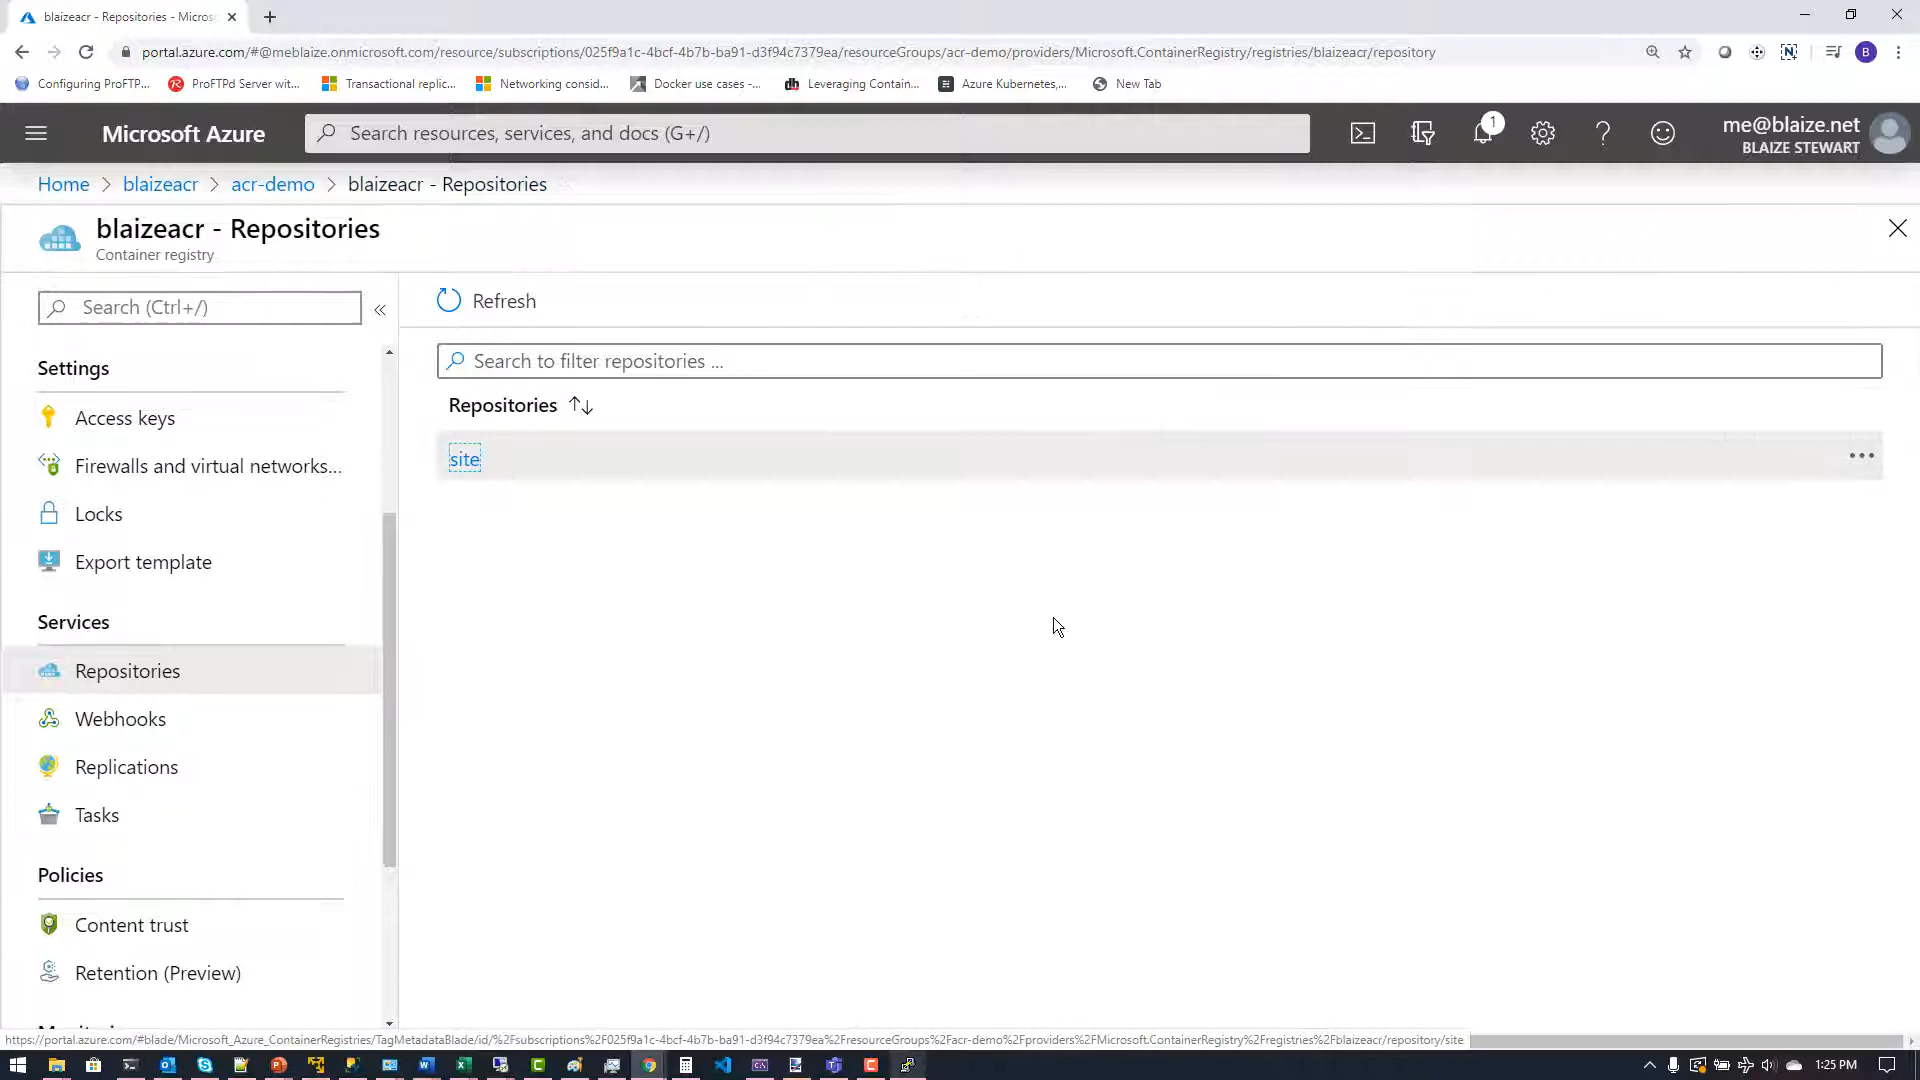 blaizeacr - Repositories - Micros
portal.azure.com/#@meblaize.onmicrosoft.com/resource/subscriptions/025f9a1c-4bcf-4b7b-ba91-d3f94c7379ea/resourceGroups/acr-demo/providers/Microsoft.ContainerRegistry/registries/blaizeacr/repository
B
Configuring ProFTP...
ProFTPd Server wit...
Transactional replic...
Networking consid...
Docker use cases -...
Leveraging Contain...
Azure Kubernetes,...
New Tab
Microsoft Azure
Search resources, services, and docs (G+/)
1
me@blaize.net
BLAIZE STEWART
Home > blaizeacr > acr-demo > blaizeacr - Repositories
blaizeacr - Repositories
Container registry
Search (Ctrl+/)
Settings
Access keys
Firewalls and virtual networks...
Locks
Export template
Services
Repositories
Webhooks
Replications
Tasks
Policies
Content trust
Retention (Preview)
Refresh
Search to filter repositories ...
Repositories
site
https://portal.azure.com/#blade/Microsoft_Azure_ContainerRegistries/TagMetadataBlade/id/%2Fsubscriptions%2F025f9a1c-4bcf-4b7b-ba91-d3f94c7379ea%2FresourceGroups%2Facr-demo%2Fproviders%2FMicrosoft.ContainerRegistry%2Fregistries%2Fblaizeacr/repository/site
1:25 PM